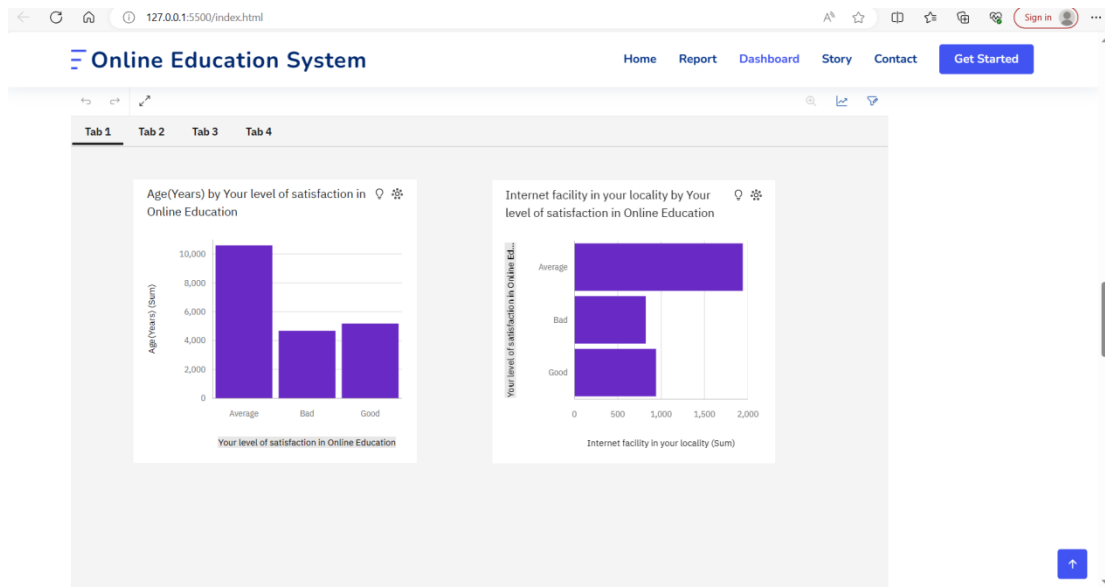 127.0.0.1:5500/index.html
Sign in
Online Education System
Home Report Dashboard Story Contact Get Started
Tab 1 Tab 2 Tab 3 Tab 4
Age(Years) by Your level of satisfaction in
Online Education
10,000
8,000
6,000
4,000
2,000
0
Age(Years) (Sum)
Average Bad Good
Your level of satisfaction in Online Education
Internet facility in your locality by Your
level of satisfaction in Online Education
Your level of satisfaction in Online Ed...
Average
Bad
Good
0 500 1,000 1,500 2,000
Internet facility in your locality (Sum)